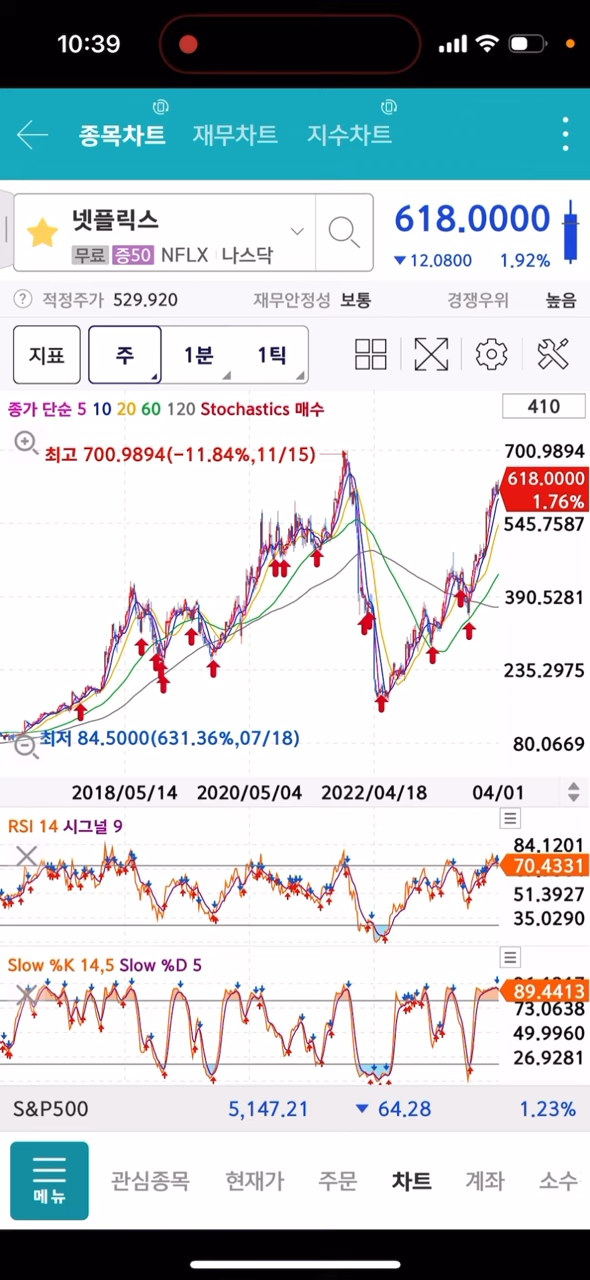 10:39
종목차트 재무차트 지수차트
넷플릭스
무료 증50 NFLX 나스닥
618.0000
▼12.0800 1.92%
? 적정주가 529.920 재무안정성 보통 경쟁우위 높음
지표 주 1분 1틱
종가 단순 5 10 20 60 120 Stochastics 매수
410
최고 700.9894(-11.84%,11/15)
700.9894
618.0000
1.76%
545.7587
390.5281
235.2975
최저 84.5000(631.36%,07/18)
80.0669
2018/05/14 2020/05/04 2022/04/18 04/01
RSI 14 시그널 9
84.1201
70.4331
51.3927
35.0290
Slow %K 14,5 Slow %D 5
89.4413
73.0638
49.9960
26.9281
S&P500 5,147.21 ▼ 64.28 1.23%
메뉴 관심종목 현재가 주문 차트 계좌 소수